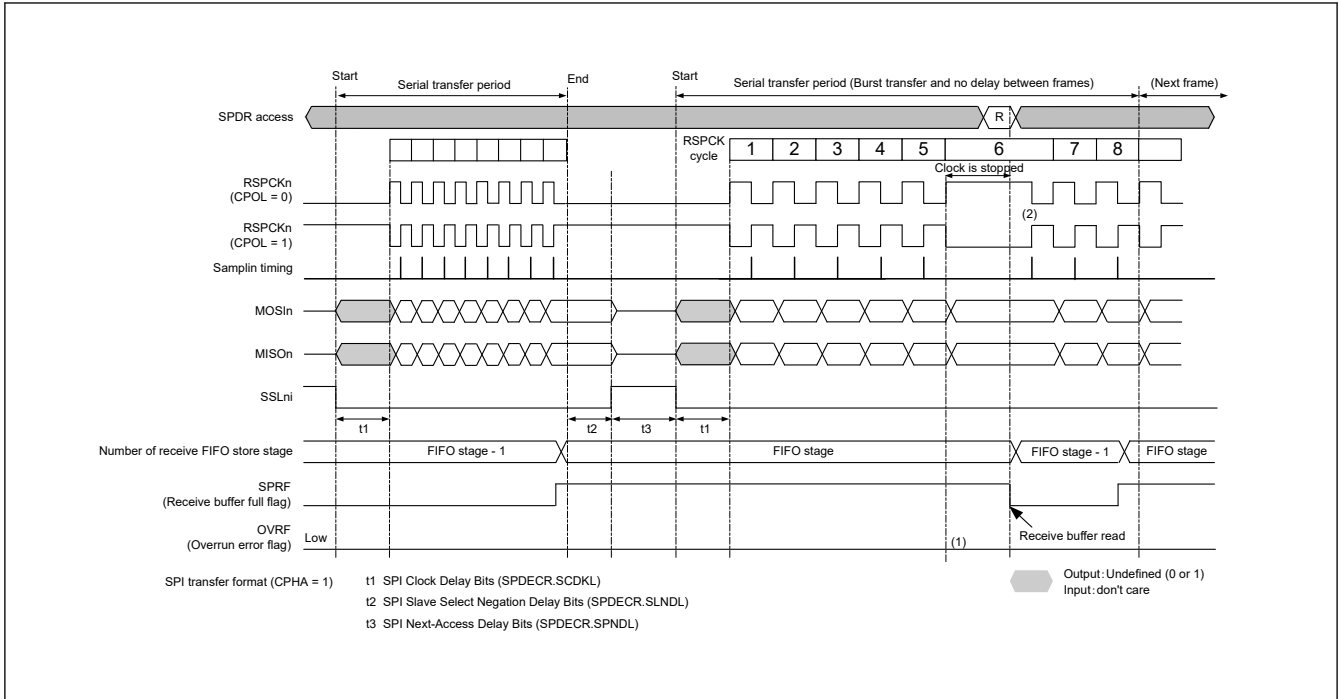 Start
Serial transfer period
End
Start
Serial transfer period (Burst transfer and no delay between frames)
(Next frame)
SPDR access
R
RSPCK
cycle
1 2 3 4 5 6 7 8
Clock is stopped
RSPCKn
(CPOL = 0)
(2)
RSPCKn
(CPOL = 1)
Samplin timing
MOSIn
MISOn
SSLni
t1
t2
t3
t1
Number of receive FIFO store stage
FIFO stage - 1
FIFO stage
FIFO stage - 1
FIFO stage
SPRF
(Receive buffer full flag)
Receive buffer read
OVRF
(Overrun error flag)
Low
(1)
SPI transfer format (CPHA = 1)
t1 SPI Clock Delay Bits (SPDECR.SCDKL)
t2 SPI Slave Select Negation Delay Bits (SPDECR.SLNDL)
t3 SPI Next-Access Delay Bits (SPDECR.SPNDL)
Output:Undefined (0 or 1)
Input:don't care